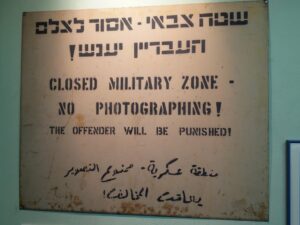 שטח צבאי - אסור לצלם
העבריין יענש!
CLOSED MILITARY ZONE -
NO PHOTOGRAPHING!
THE OFFENDER WILL BE PUNISHED!
منطقة عسكرية - ممنوع التصوير
يعاقب المخالف!